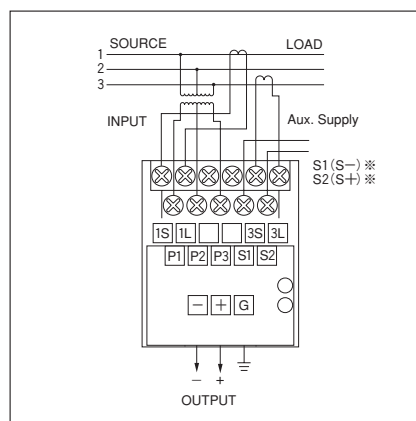 SOURCE LOAD
1
2
3
INPUT Aux. Supply
S1(S−)※
S2(S+)※
1S 1L 3S 3L
P1 P2 P3 S1 S2
− + G
− +
OUTPUT